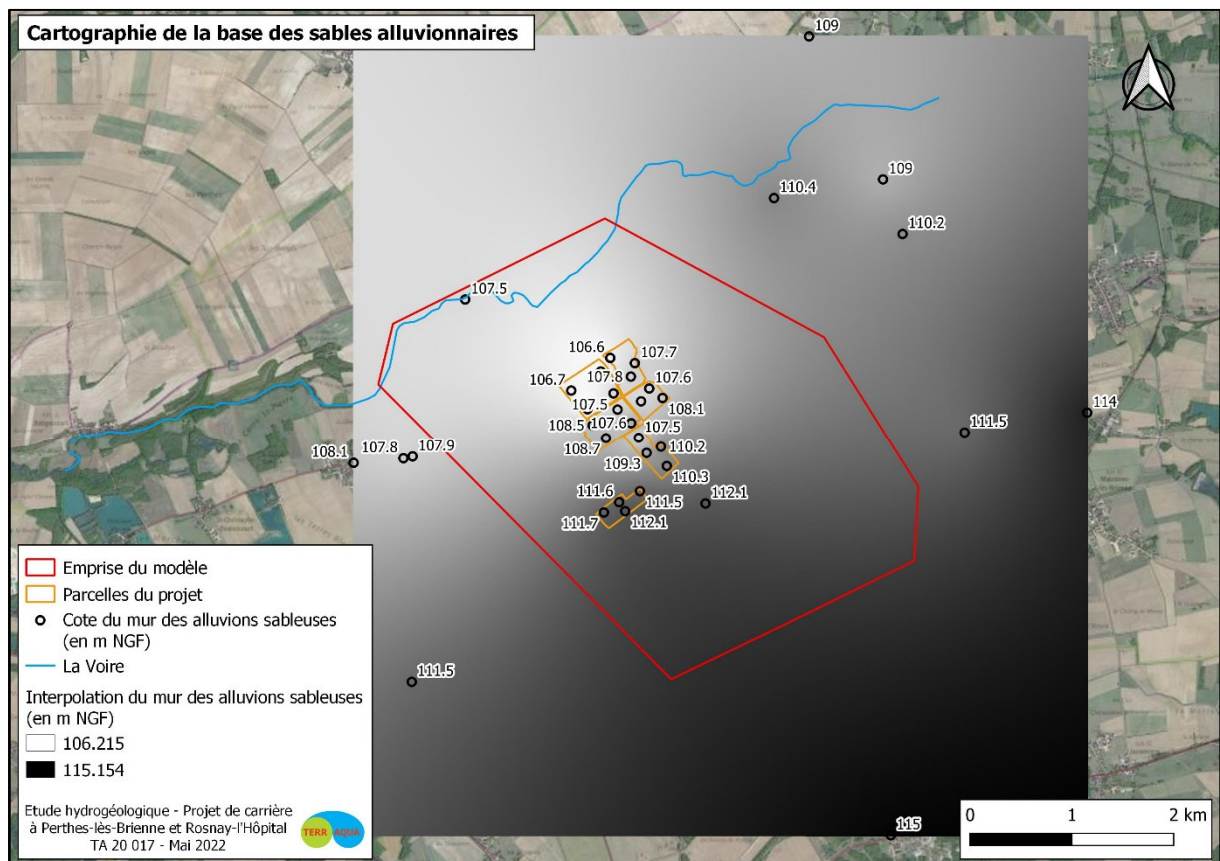 Cartographie de la base des sables alluvionnaires
109
109
110.4
110.2
107.5
106.6
107.7
106.7
107.8
107.6
107.5
108.1
108.5
107.6
107.5
108.7
110.2
109.3
110.3
114
111.5
108.1
107.8
107.9
111.6
111.5
112.1
111.7
112.1
111.5
115
Emprise du modèle
Parcelles du projet
Cote du mur des alluvions sableuses
(en m NGF)
La Voire
Interpolation du mur des alluvions sableuses
(en m NGF)
106.215
115.154
Etude hydrogéologique - Projet de carrière
à Perthes-lès-Brienne et Rosnay-l'Hôpital
TA 20 017 - Mai 2022
TERR AQUA
0 1 2 km